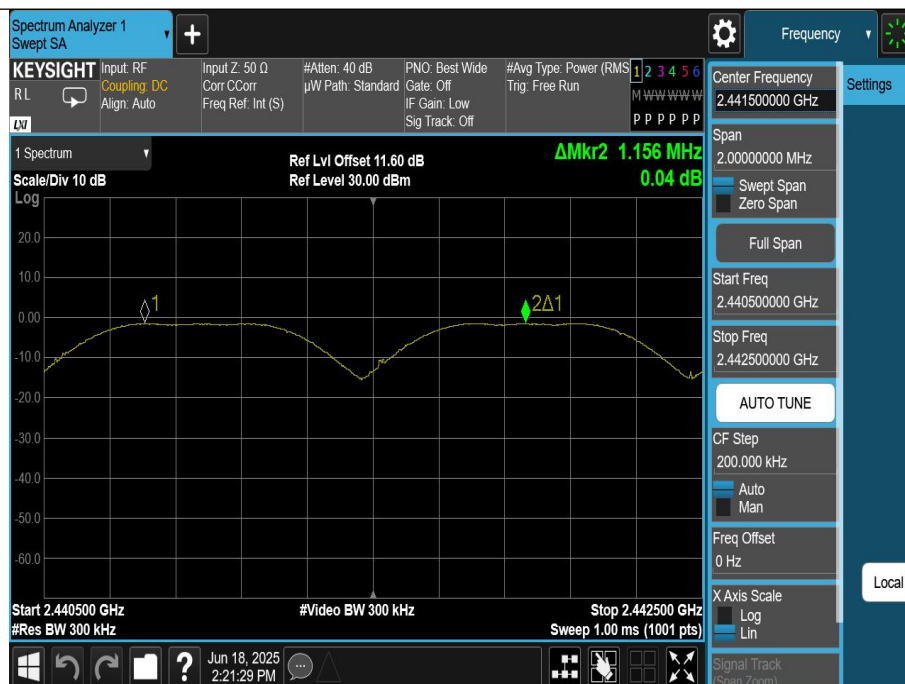 Spectrum Analyzer 1
Swept SA
Frequency
KEYSIGHT
R L
LXI
Input: RF
Coupling: DC
Align: Auto
Input Z: 50 Ω
Corr CCorr
Freq Ref: Int (S)
#Atten: 40 dB
µW Path: Standard
PNO: Best Wide
Gate: Off
IF Gain: Low
Sig Track: Off
#Avg Type: Power (RMS
Trig: Free Run
1 2 3 4 5 6
M W W W W W
P P P P P P
1 Spectrum
Scale/Div 10 dB
Ref Lvl Offset 11.60 dB
Ref Level 30.00 dBm
ΔMkr2 1.156 MHz
0.04 dB
Log
20.0
10.0
0.00
-10.0
-20.0
-30.0
-40.0
-50.0
-60.0
1
2Δ1
Start 2.440500 GHz
#Res BW 300 kHz
#Video BW 300 kHz
Stop 2.442500 GHz
Sweep 1.00 ms (1001 pts)
Center Frequency
2.441500000 GHz
Settings
Span
2.00000000 MHz
Swept Span
Zero Span
Full Span
Start Freq
2.440500000 GHz
Stop Freq
2.442500000 GHz
AUTO TUNE
CF Step
200.000 kHz
Auto
Man
Freq Offset
0 Hz
Local
X Axis Scale
Log
Lin
Signal Track
(Span Zoom)
?
Jun 18, 2025
2:21:29 PM